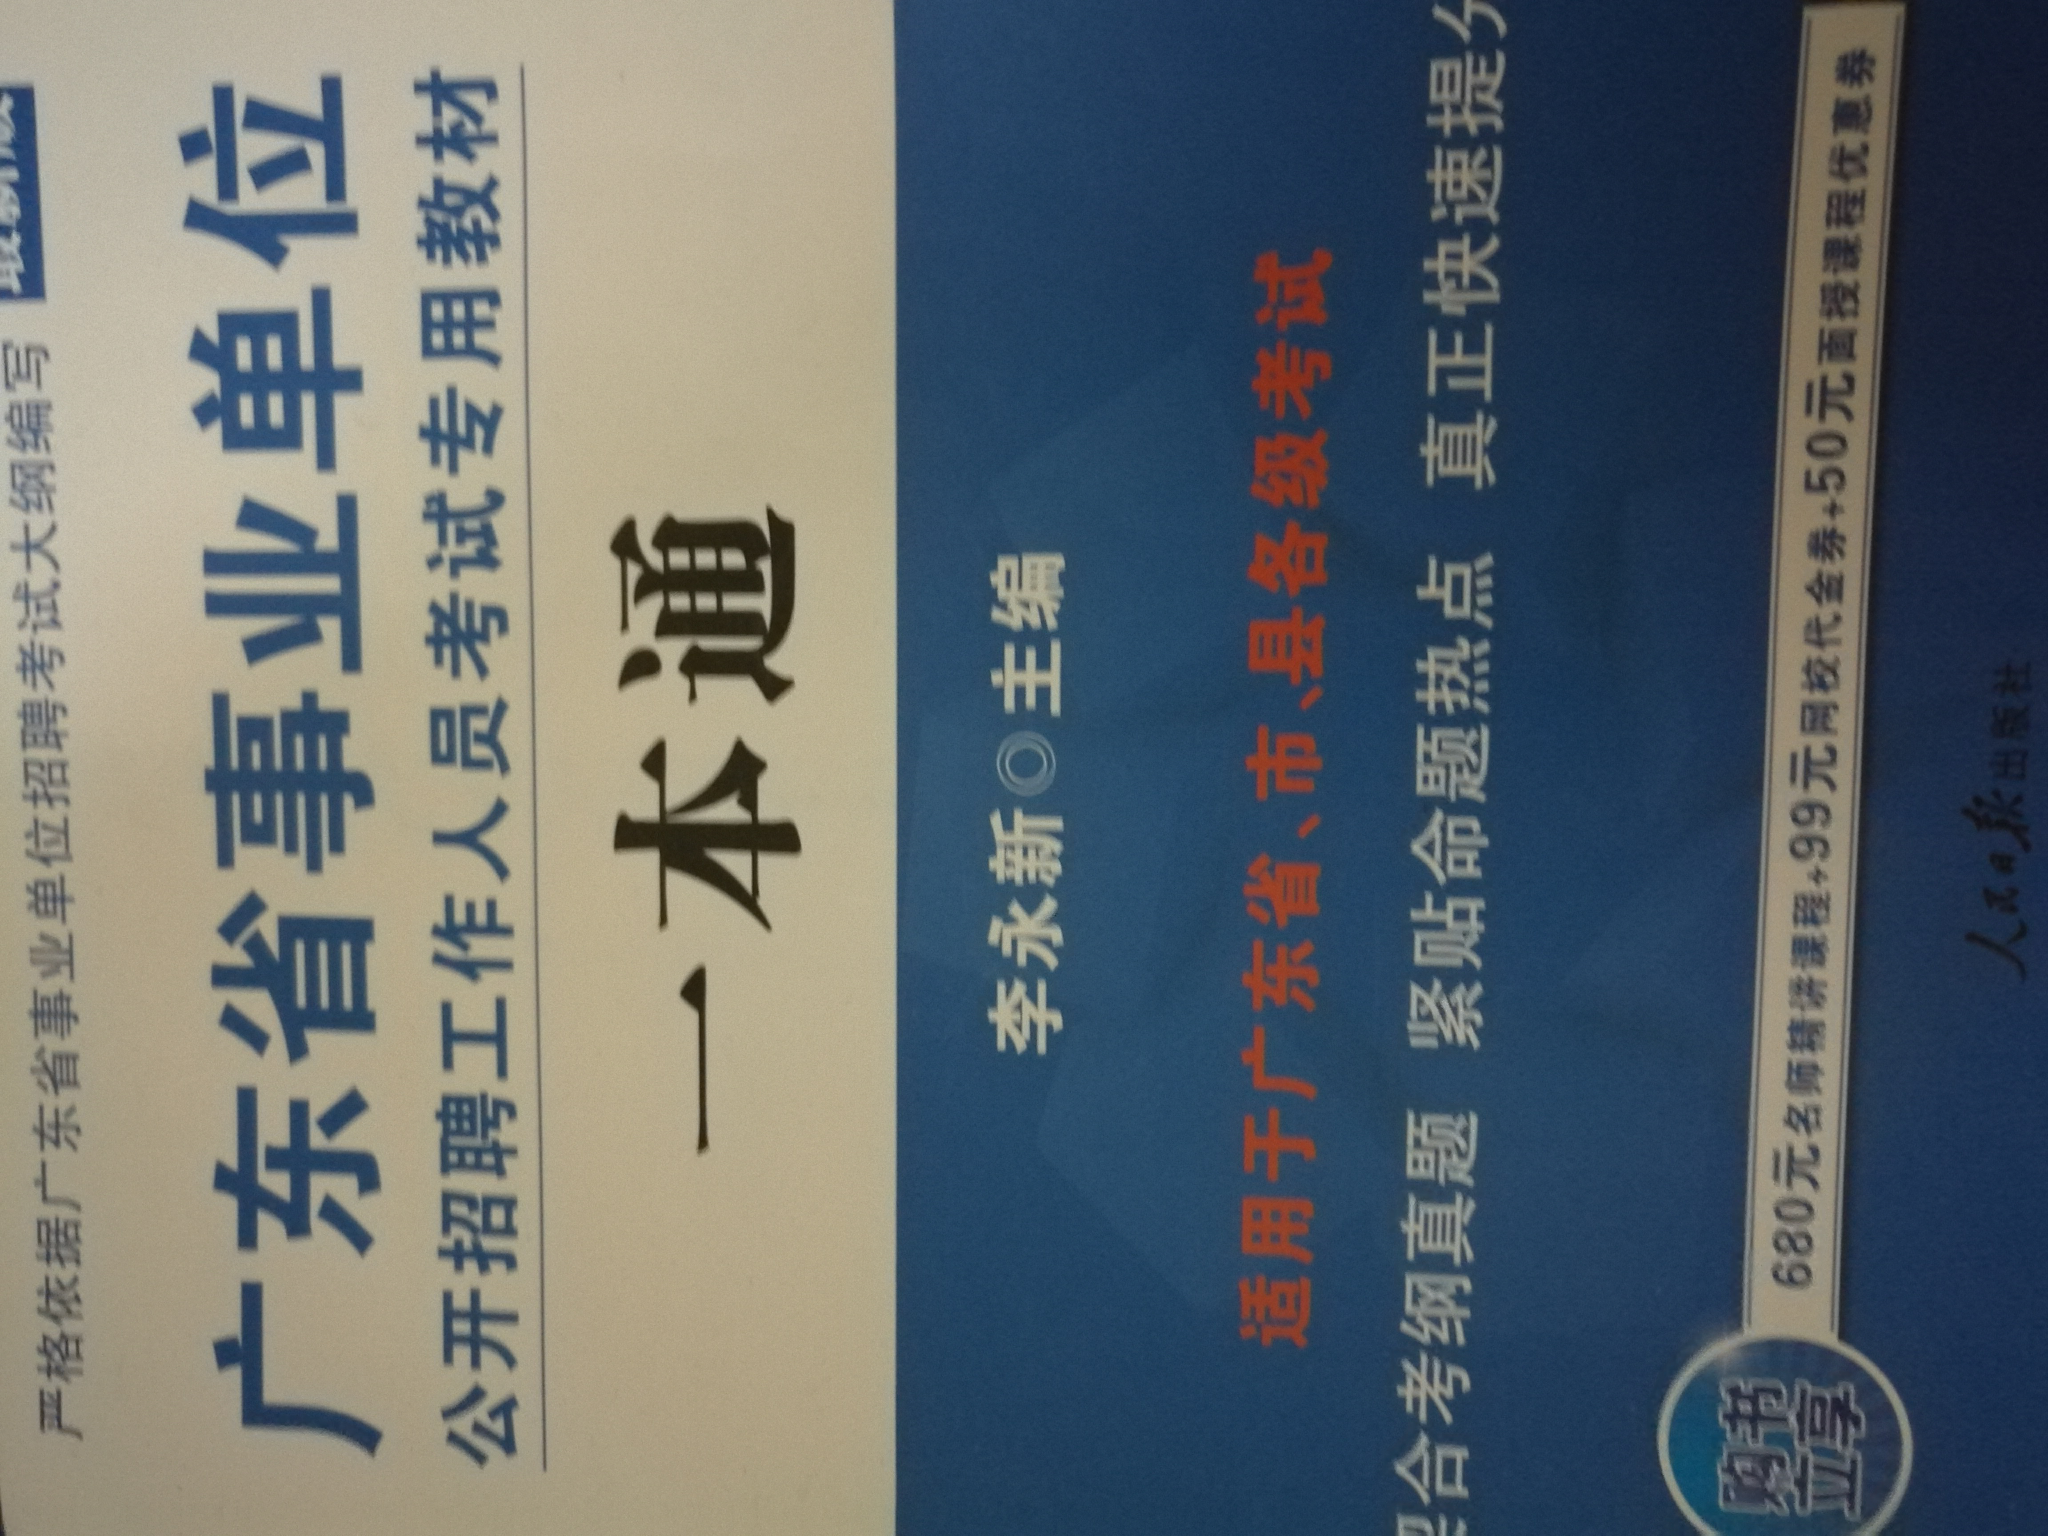 严格依据广东省事业单位招聘考试大纲编写 最新版
广东省事业单位
公开招聘工作人员考试专用教材
一本通
李永新◎主编
适用于广东省、市、县各级考试
合考纲真题 紧贴命题热点 真正快速提分
购书
立享
680元名师精讲课程+999元网校代金券+50元面授课程优惠券
人民日报出版社